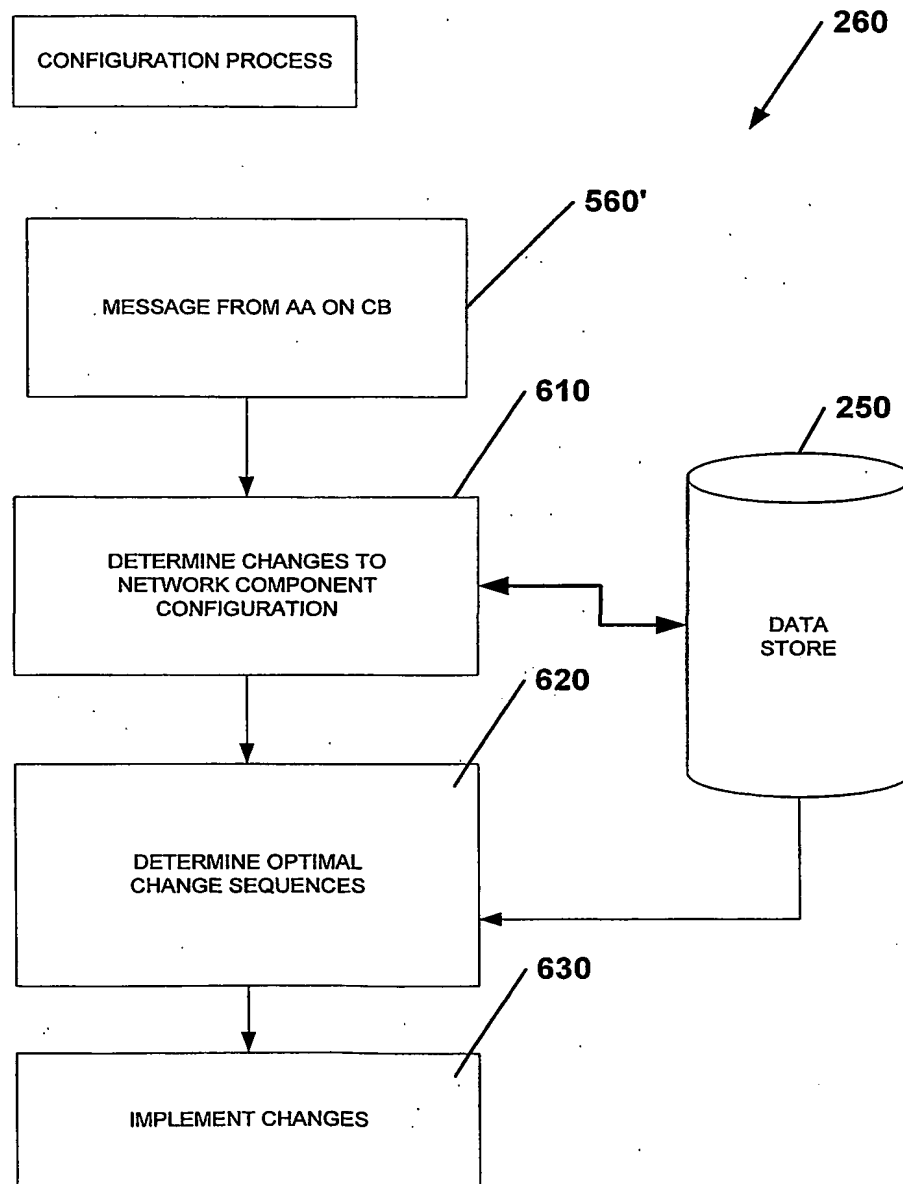 260
CONFIGURATION PROCESS
560'
MESSAGE FROM AA ON CB
610
250
DETERMINE CHANGES TO
NETWORK COMPONENT
CONFIGURATION
DATA
STORE
620
DETERMINE OPTIMAL
CHANGE SEQUENCES
630
IMPLEMENT CHANGES